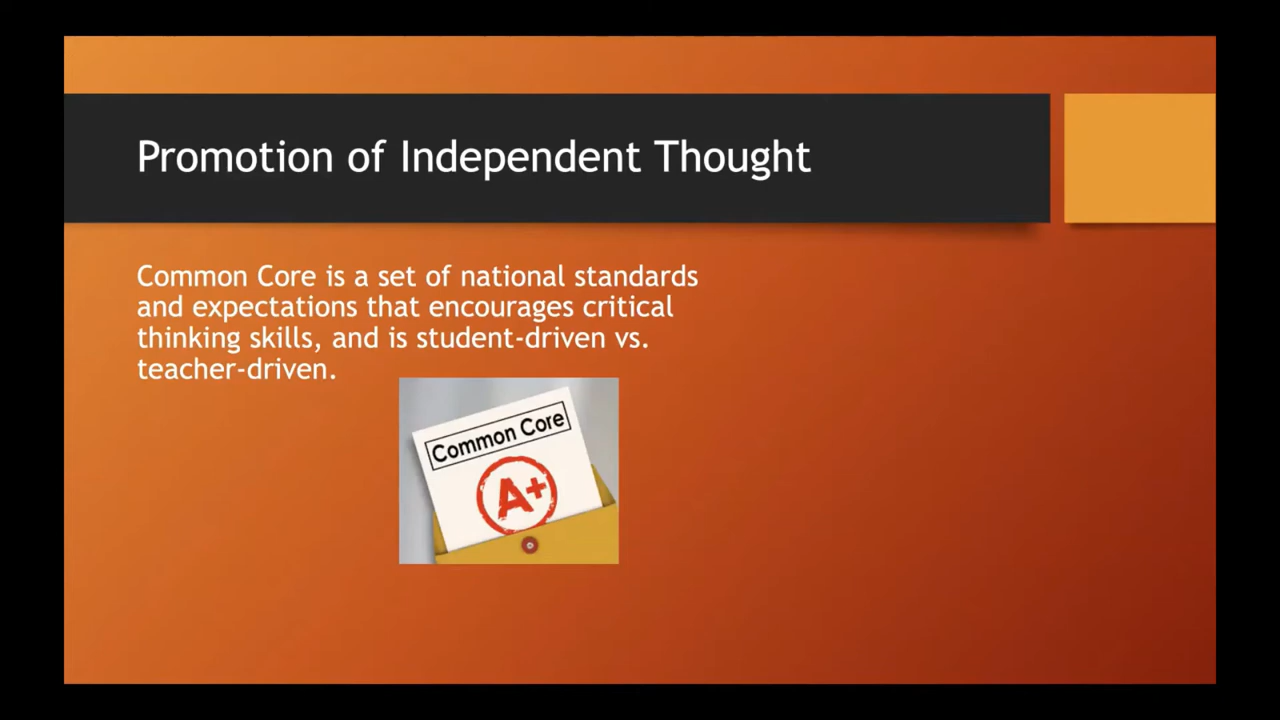 Promotion of Independent Thought
Common Core is a set of national standards
and expectations that encourages critical
thinking skills, and is student-driven vs.
teacher-driven.
Common Core
A+